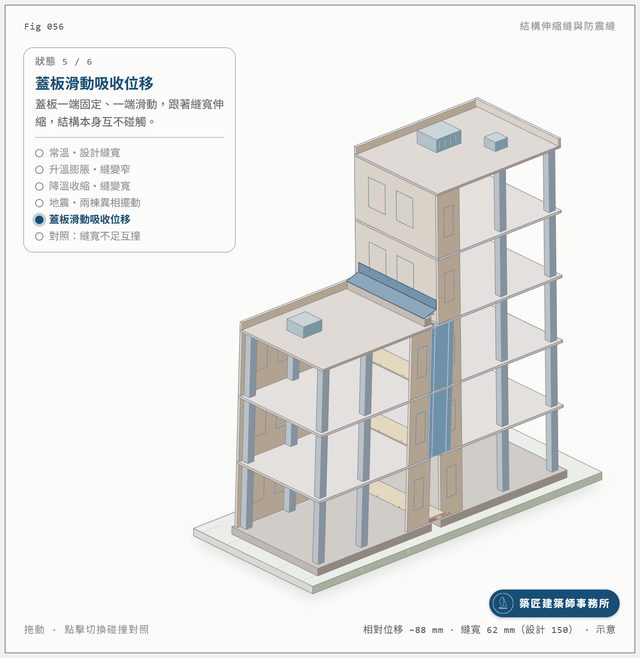 Fig 056
結構伸縮縫與防震縫
狀態 5 / 6
蓋板滑動吸收位移
蓋板一端固定、一端滑動，跟著縫寬伸
縮，結構本身互不碰觸。
常溫・設計縫寬
升溫膨脹・縫變窄
降溫收縮・縫變寬
地震・兩棟異相擺動
蓋板滑動吸收位移
對照：縫寬不足互撞
築匠建築師事務所
拖動 · 點擊切換碰撞對照
相對位移 −88 mm · 縫寬 62 mm（設計 150） · 示意